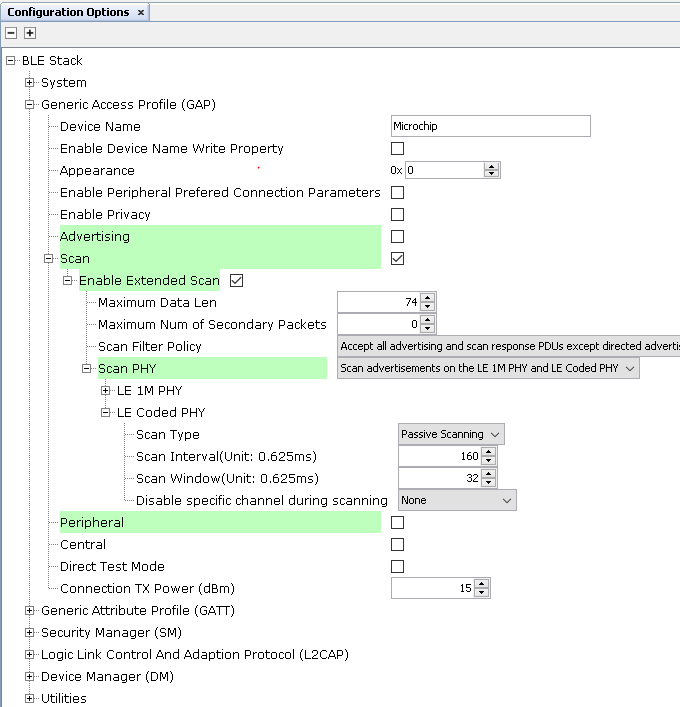 Configuration Options ×
BLE Stack
System
Generic Access Profile (GAP)
Device Name Microchip
Enable Device Name Write Property
Appearance 0x 0
Enable Peripheral Prefered Connection Parameters
Enable Privacy
Advertising
Scan
Enable Extended Scan
Maximum Data Len 74
Maximum Num of Secondary Packets 0
Scan Filter Policy Accept all advertising and scan response PDUs except directed advertis
Scan PHY Scan advertisements on the LE 1M PHY and LE Coded PHY
LE 1M PHY
LE Coded PHY
Scan Type Passive Scanning
Scan Interval(Unit: 0.625ms) 160
Scan Window(Unit: 0.625ms) 32
Disable specific channel during scanning None
Peripheral
Central
Direct Test Mode
Connection TX Power (dBm) 15
Generic Attribute Profile (GATT)
Security Manager (SM)
Logic Link Control And Adaption Protocol (L2CAP)
Device Manager (DM)
Utilities